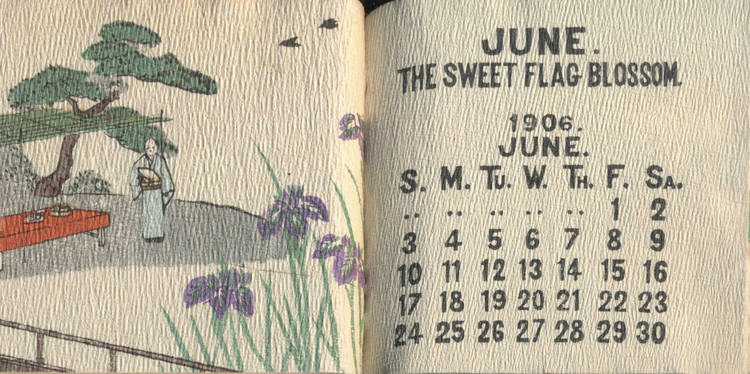 JUNE.
THE SWEET FLAG BLOSSOM.
1906.
JUNE.
S. M. TU. W. TH. F. SA.
.. .. .. .. .. 1 2
3 4 5 6 7 8 9
10 11 12 13 14 15 16
17 18 19 20 21 22 23
24 25 26 27 28 29 30